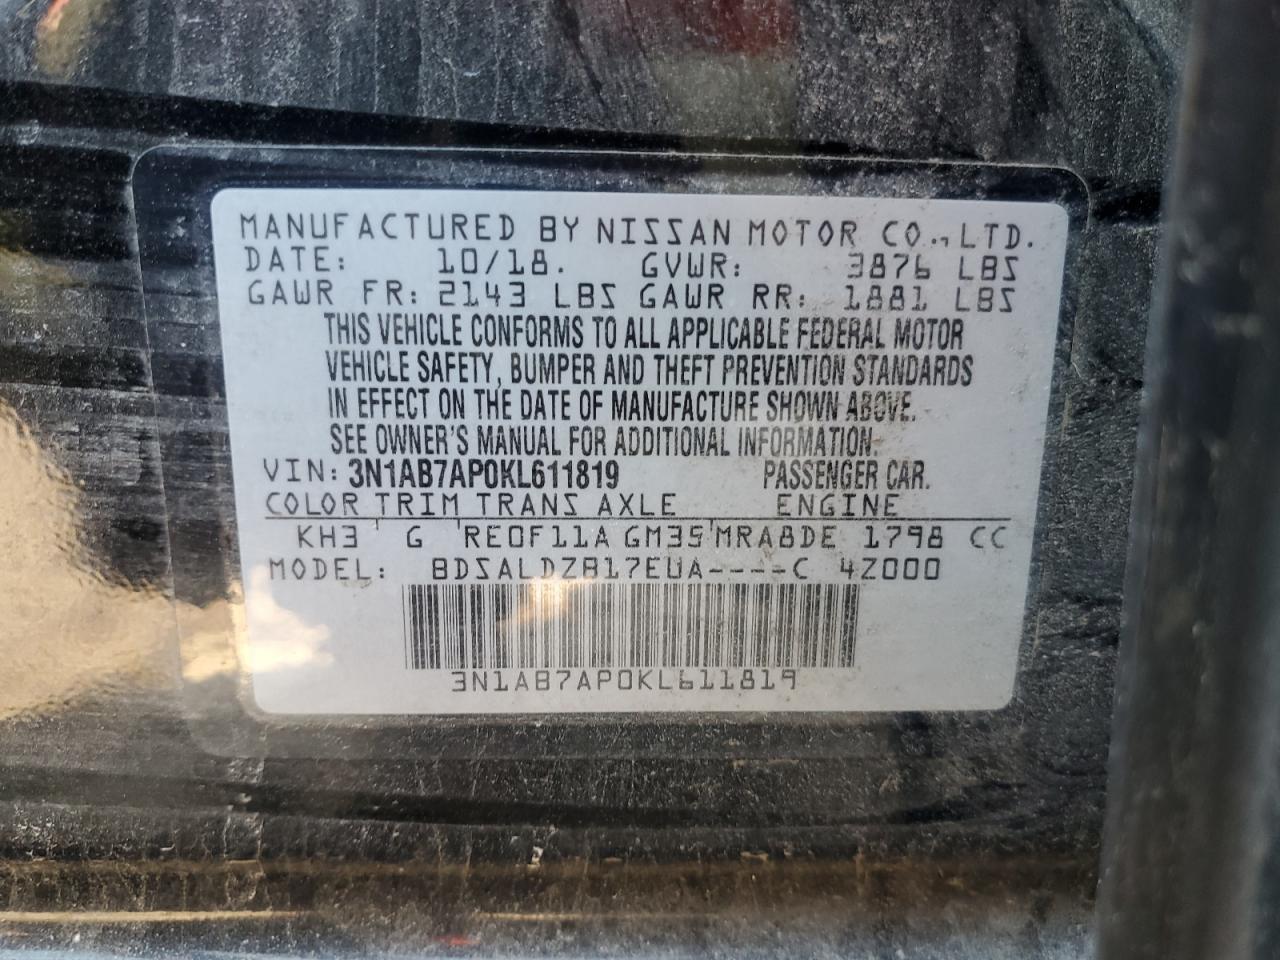 MANUFACTURED BY NISSAN MOTOR CO., LTD.
DATE: 10/18. GVWR: 3876 LBS
GAWR FR: 2143 LBS GAWR RR: 1881 LBS
THIS VEHICLE CONFORMS TO ALL APPLICABLE FEDERAL MOTOR
VEHICLE SAFETY, BUMPER AND THEFT PREVENTION STANDARDS
IN EFFECT ON THE DATE OF MANUFACTURE SHOWN ABOVE.
SEE OWNER'S MANUAL FOR ADDITIONAL INFORMATION.
VIN: 3N1AB7AP0KL611819 PASSENGER CAR.
COLOR TRIM TRANS AXLE ENGINE
KH3 G RE0F11A GM35 MRA8DE 1798 CC
MODEL: BDSALDZB17EUA----C 4Z000
3N1AB7AP0KL611819